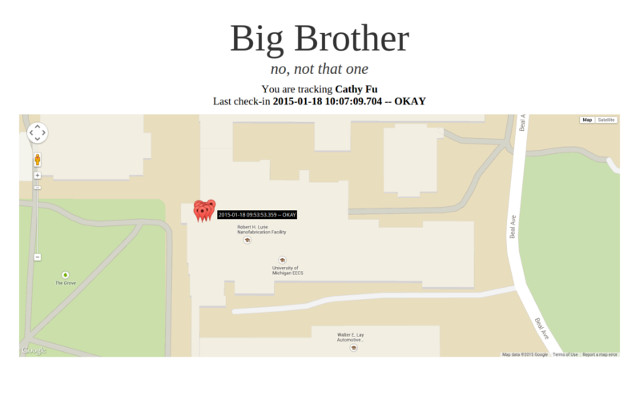 Big Brother
no, not that one
You are tracking Cathy Fu
Last check-in 2015-01-18 10:07:09.704 -- OKAY
Map Satellite
Beal A
2015-01-18 09:53:53.359 -- OKAY
Robert H. Lurie
Nanofabrication Facility
Beal Ave
University of
Michigan EECS
The Grove
Beal Ave
Walter E. Lay
Automotive...
Google
Map data ©2015 Google Terms of Use Report a map error